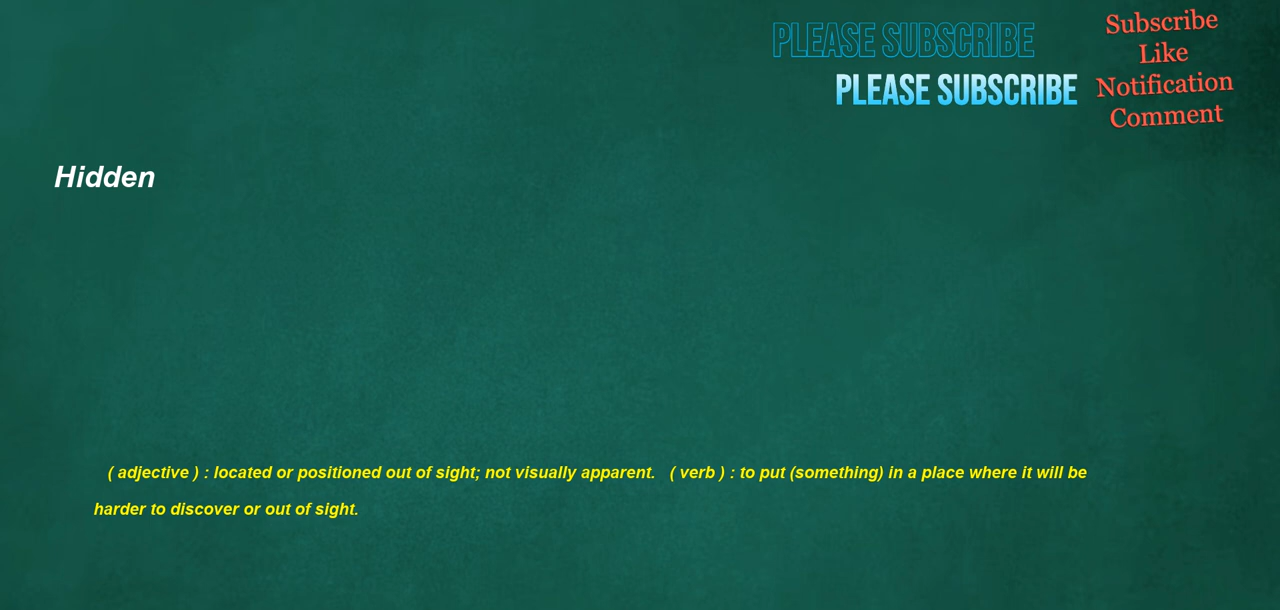 PLEASE SUBSCRIBE
PLEASE SUBSCRIBE
Subscribe
Like
Notification
Comment
Hidden
( adjective ) : located or positioned out of sight; not visually apparent. ( verb ) : to put (something) in a place where it will be
harder to discover or out of sight.